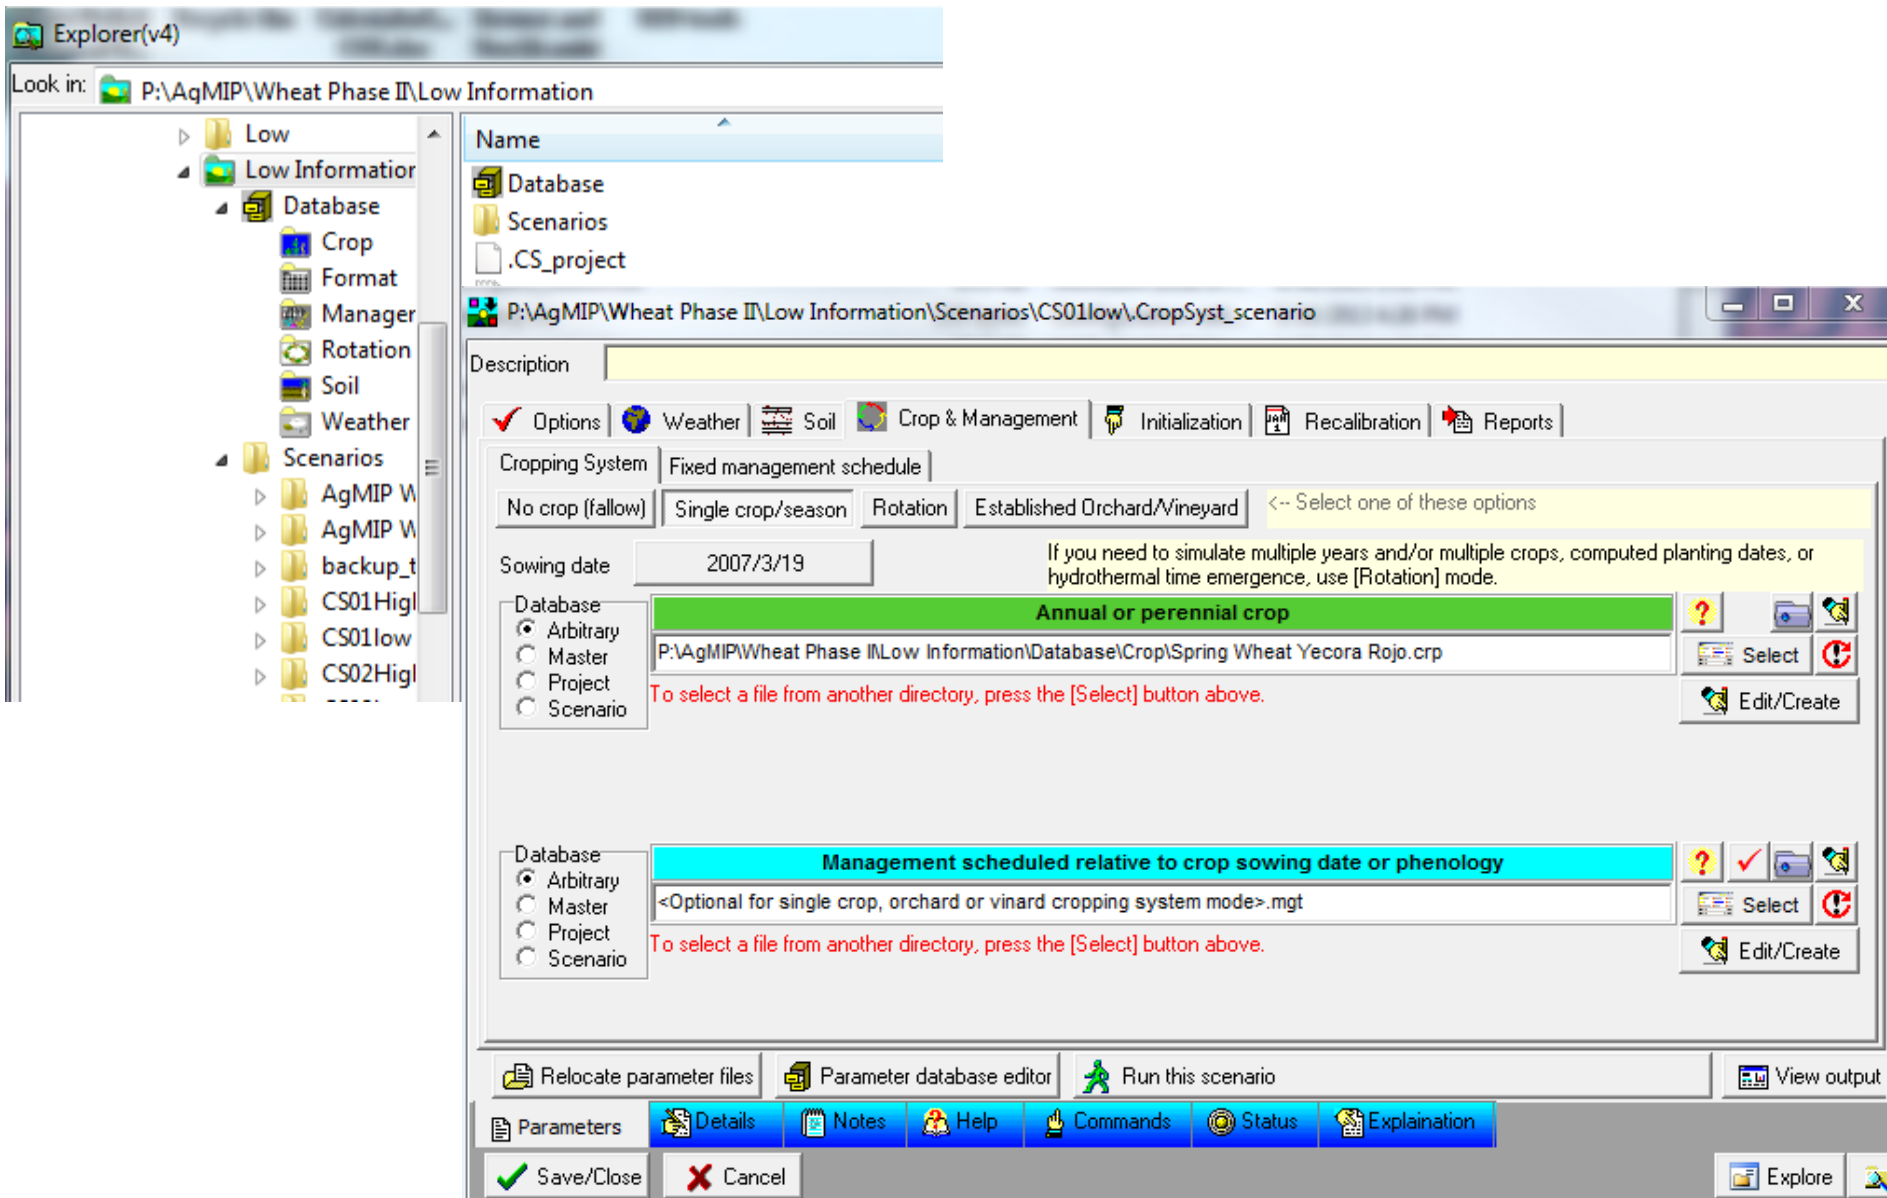 Explorer(v4)
Look in: P:\AgMIP\Wheat Phase II\Low Information
Low
Low Information
Database
Crop
Format
Manager
Rotation
Soil
Weather
Scenarios
AgMIP W
AgMIP W
backup_t
CS01Higl
CS01low
CS02Higl
Name
Database
Scenarios
.CS_project
P:\AgMIP\Wheat Phase II\Low Information\Scenarios\CS01low\.CropSyst_scenario
Description
Options Weather Soil Crop & Management Initialization Recalibration Reports
Cropping System Fixed management schedule
No crop (fallow) Single crop/season Rotation Established Orchard/Vineyard <-- Select one of these options
Sowing date 2007/3/19 If you need to simulate multiple years and/or multiple crops, computed planting dates, or
hydrothermal time emergence, use [Rotation] mode.
Database
Arbitrary
Master
Project
Scenario
Annual or perennial crop
P:\AgMIP\Wheat Phase II\Low Information\Database\Crop\Spring Wheat Yecora Rojo.crp
Select
To select a file from another directory, press the [Select] button above.
Edit/Create
Database
Arbitrary
Master
Project
Scenario
Management scheduled relative to crop sowing date or phenology
<Optional for single crop, orchard or vinard cropping system mode>.mgt
Select
To select a file from another directory, press the [Select] button above.
Edit/Create
Relocate parameter files Parameter database editor Run this scenario View output
Parameters Details Notes Help Commands Status Explaination
Save/Close Cancel Explore